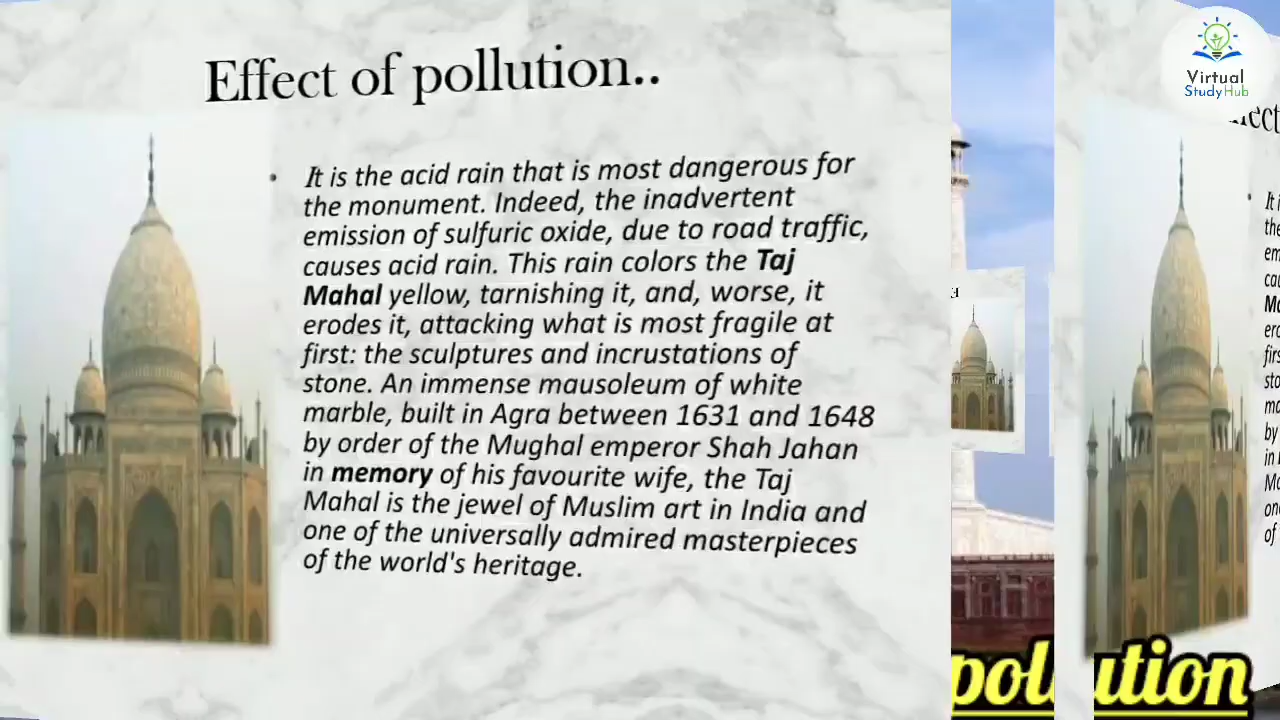 Effect of pollution..
• It is the acid rain that is most dangerous for
the monument. Indeed, the inadvertent
emission of sulfuric oxide, due to road traffic,
causes acid rain. This rain colors the Taj
Mahal yellow, tarnishing it, and, worse, it
erodes it, attacking what is most fragile at
first: the sculptures and incrustations of
stone. An immense mausoleum of white
marble, built in Agra between 1631 and 1648
by order of the Mughal emperor Shah Jahan
in memory of his favourite wife, the Taj
Mahal is the jewel of Muslim art in India and
one of the universally admired masterpieces
of the world's heritage.
Virtual
StudyHub
pol ution